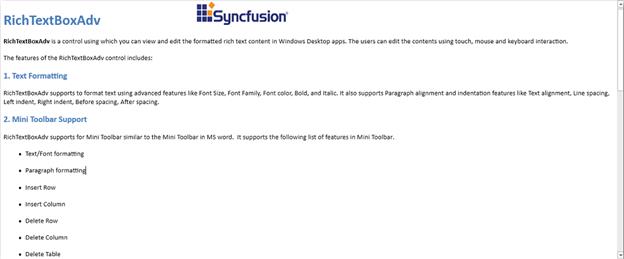 Syncfusion®
RichTextBoxAdv
RichTextBoxAdv is a control using which you can view and edit the formatted rich text content in Windows Desktop apps. The users can edit the contents using touch, mouse and keyboard interaction.
The features of the RichTextBoxAdv control includes:
1. Text Formatting
RichTextBoxAdv supports to format text using advanced features like Font Size, Font Family, Font color, Bold, and Italic. It also supports Paragraph alignment and indentation features like Text alignment, Line spacing,
Left indent, Right indent, Before spacing, After spacing.
2. Mini Toolbar Support
RichTextBoxAdv supports for Mini Toolbar similar to the Mini Toolbar in MS word. It supports the following list of features in Mini Toolbar.
• Text/Font formatting
• Paragraph formatting
• Insert Row
• Insert Column
• Delete Row
• Delete Column
• Delete Table